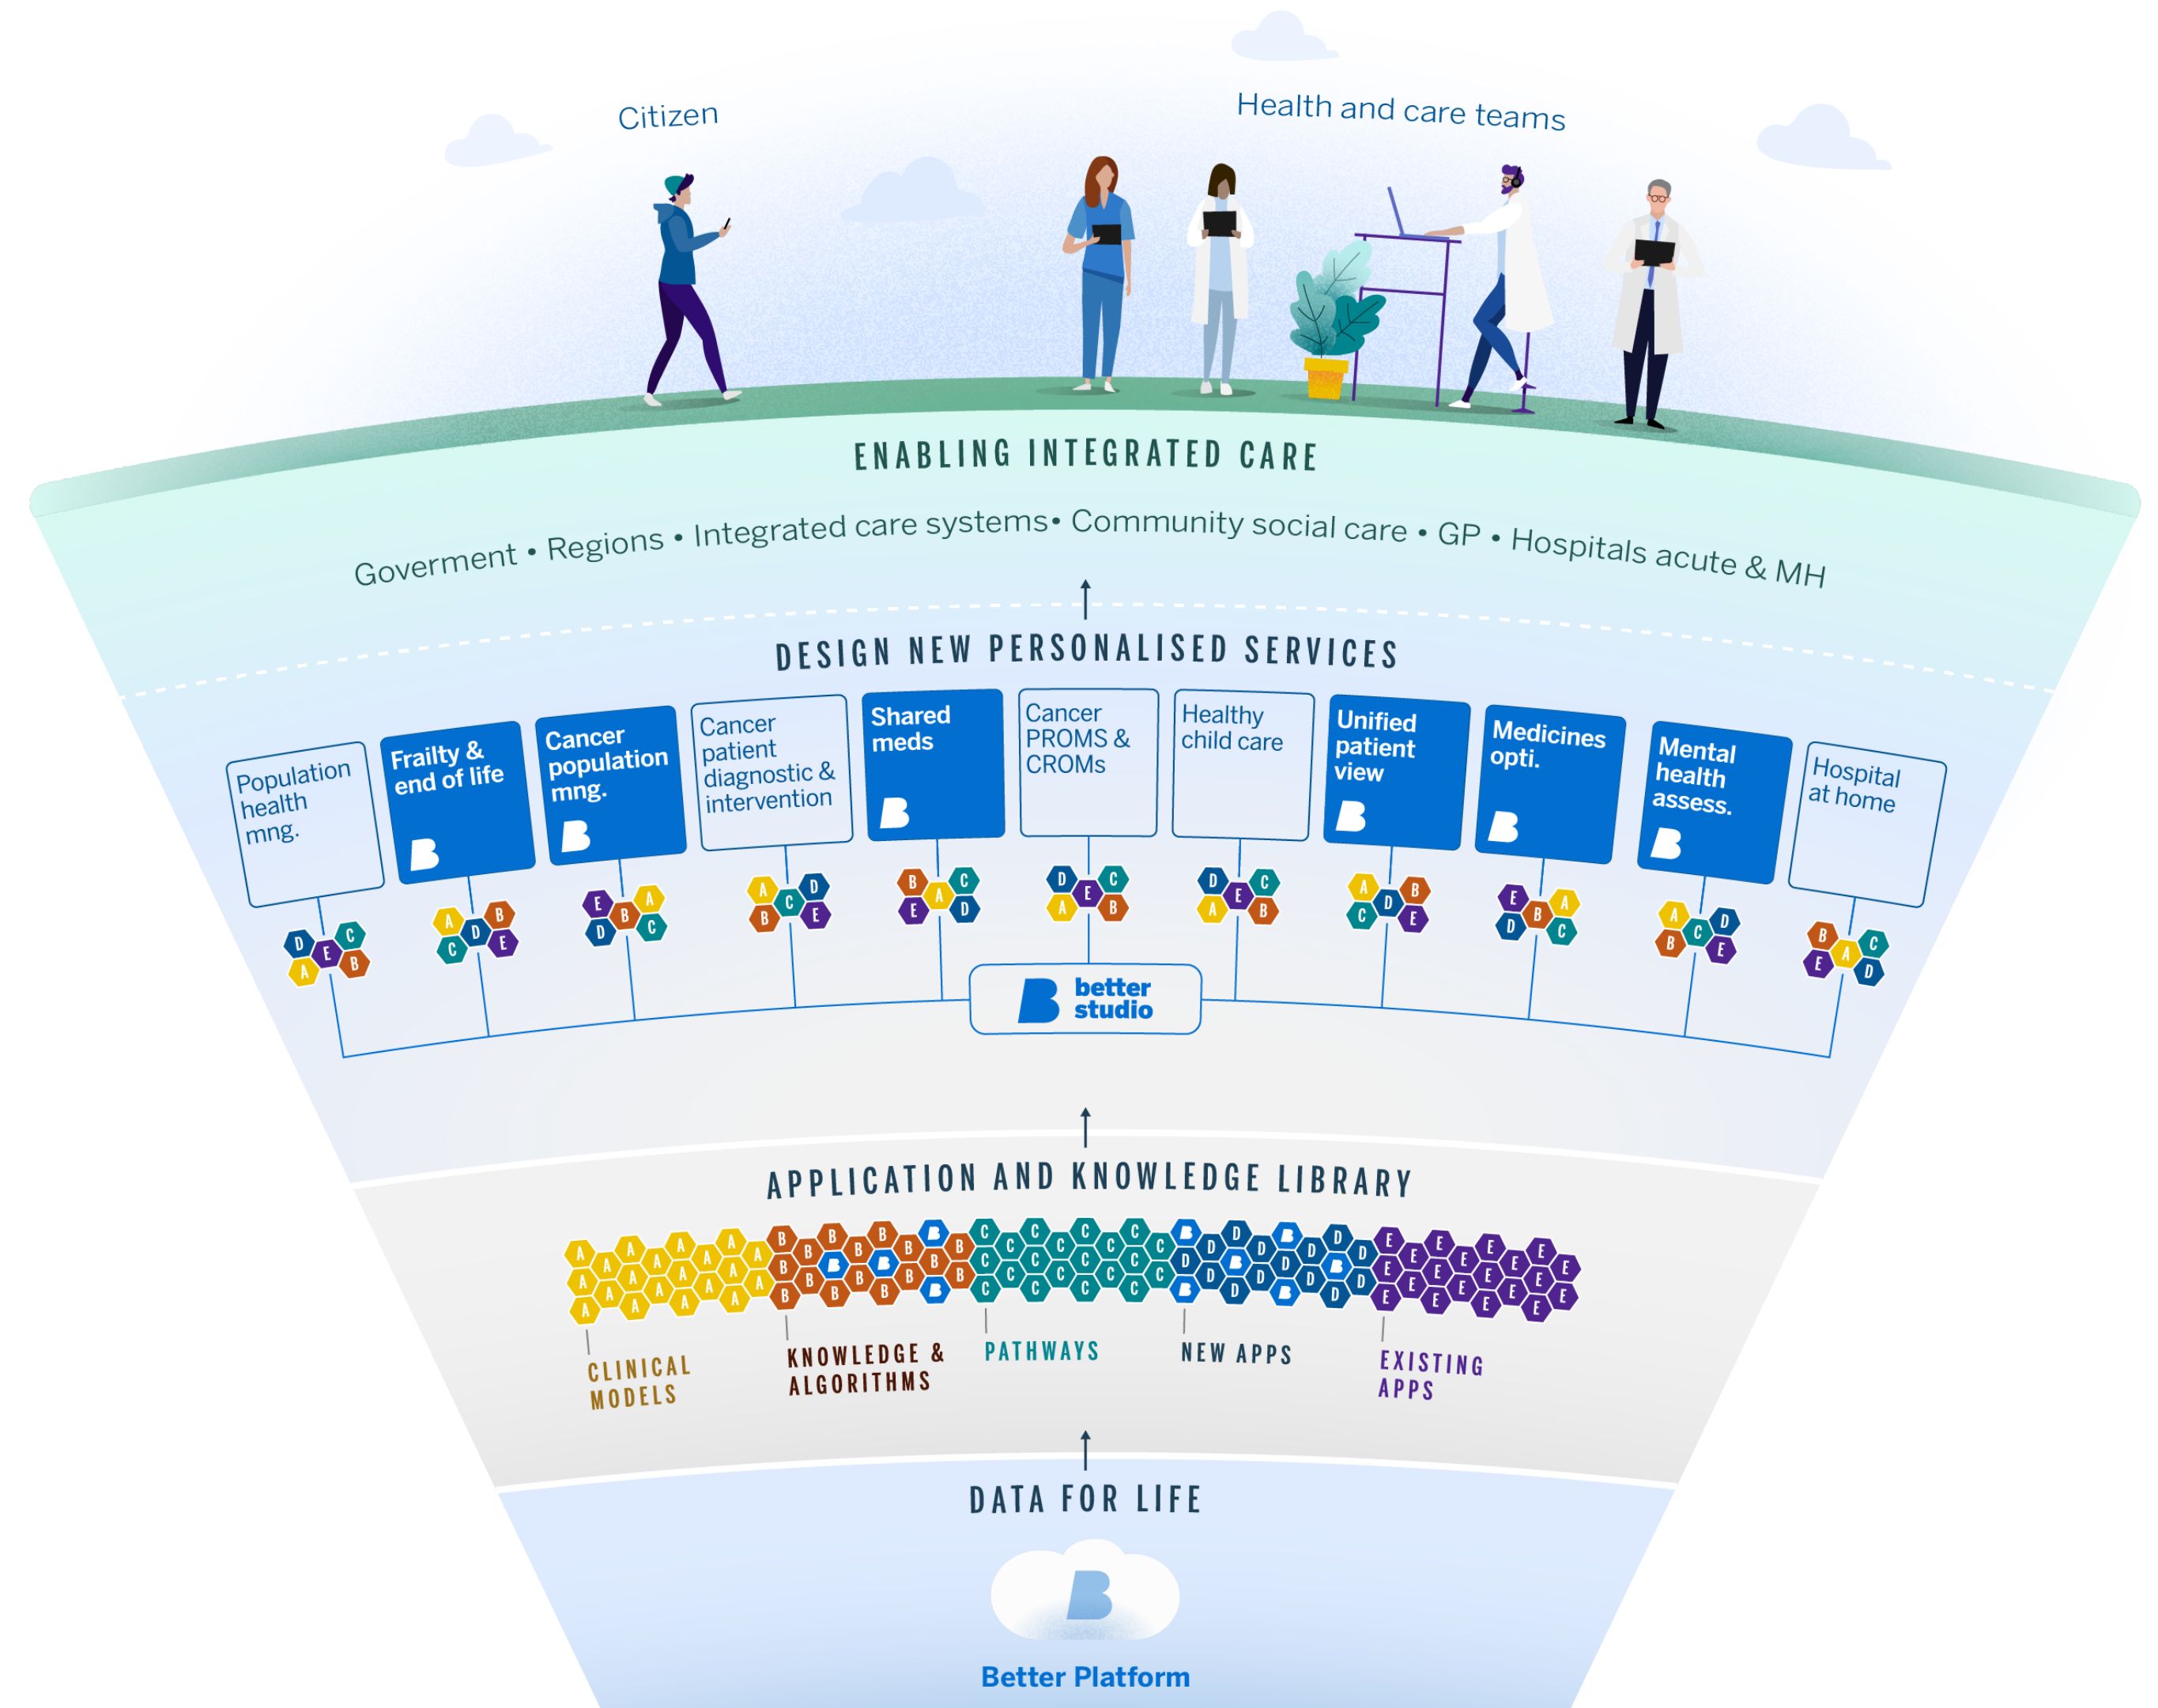 Citizen
Health and care teams
ENABLING INTEGRATED CARE
Goverment • Regions • Integrated care systems• Community social care • GP • Hospitals acute & MH
DESIGN NEW PERSONALISED SERVICES
Population
health
mng.
Frailty &
end of life
B
Cancer
population
mng.
B
Cancer
patient
diagnostic &
intervention
Shared
meds
B
Cancer
PROMS &
CROMs
Healthy
child care
Unified
patient
view
B
Medicines
opti.
B
Mental
health
assess.
B
Hospital
at home
D C
E
A B
A B
D
C E
E A
B
D C
A D
C
B E
B C
A
E D
D C
E
A B
D C
E
A B
A B
D
C E
E A
B
D C
A D
C
B E
B C
A
E D
B better
studio
APPLICATION AND KNOWLEDGE LIBRARY
A A A A B B B B C C C C B D B D E E E E
A A A A B B B B C C C C D D D D E E E E
A A A A B B B B C C C C D B D B E E E E
A A A A B B B B C C C C D D D D E E E E
A A A A B B B B C C C C B D B D E E E E
CLINICAL
MODELS
KNOWLEDGE &
ALGORITHMS
PATHWAYS
NEW APPS
EXISTING
APPS
DATA FOR LIFE
B
Better Platform